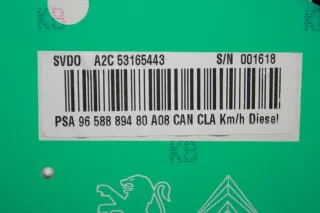 K8
SVDO A2C 53165443 S/N 001618
PSA 96 588 894 80 A08 CAN CLA Km/h Diesel
K8